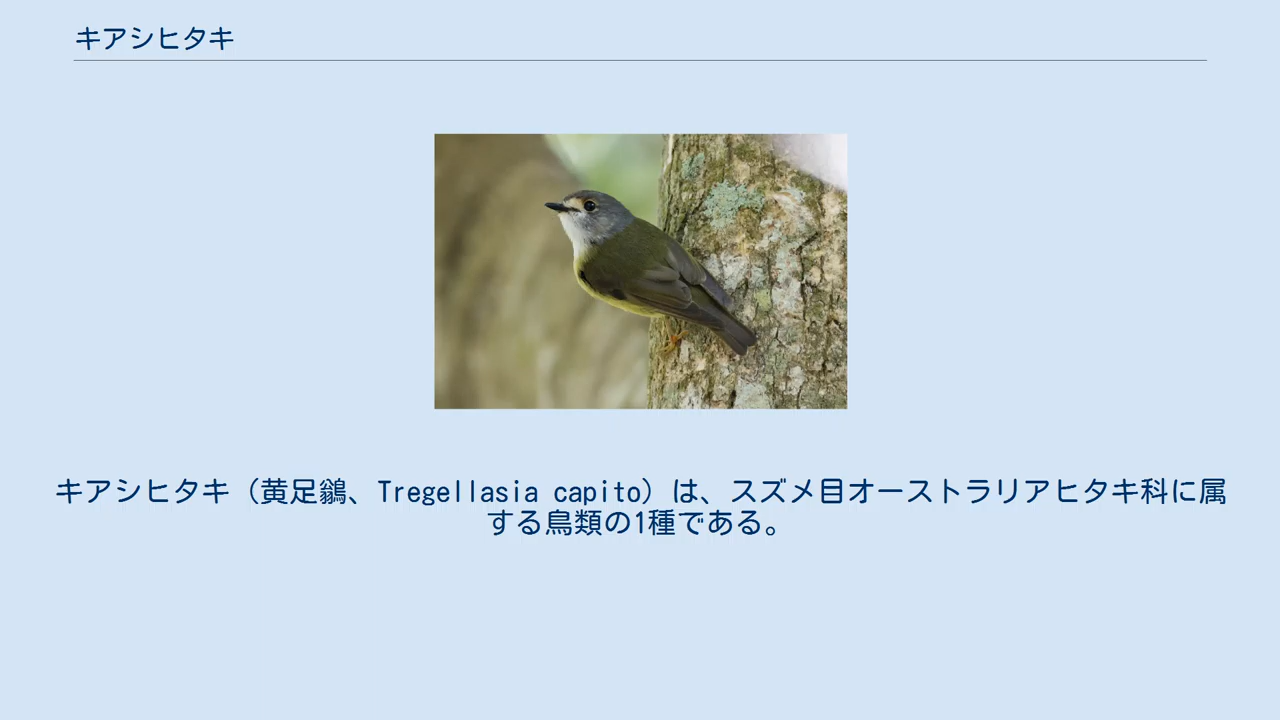 キアシヒタキ
キアシヒタキ（黄足鶲、Tregellasia capito）は、スズメ目オーストラリアヒタキ科に属
する鳥類の1種である。